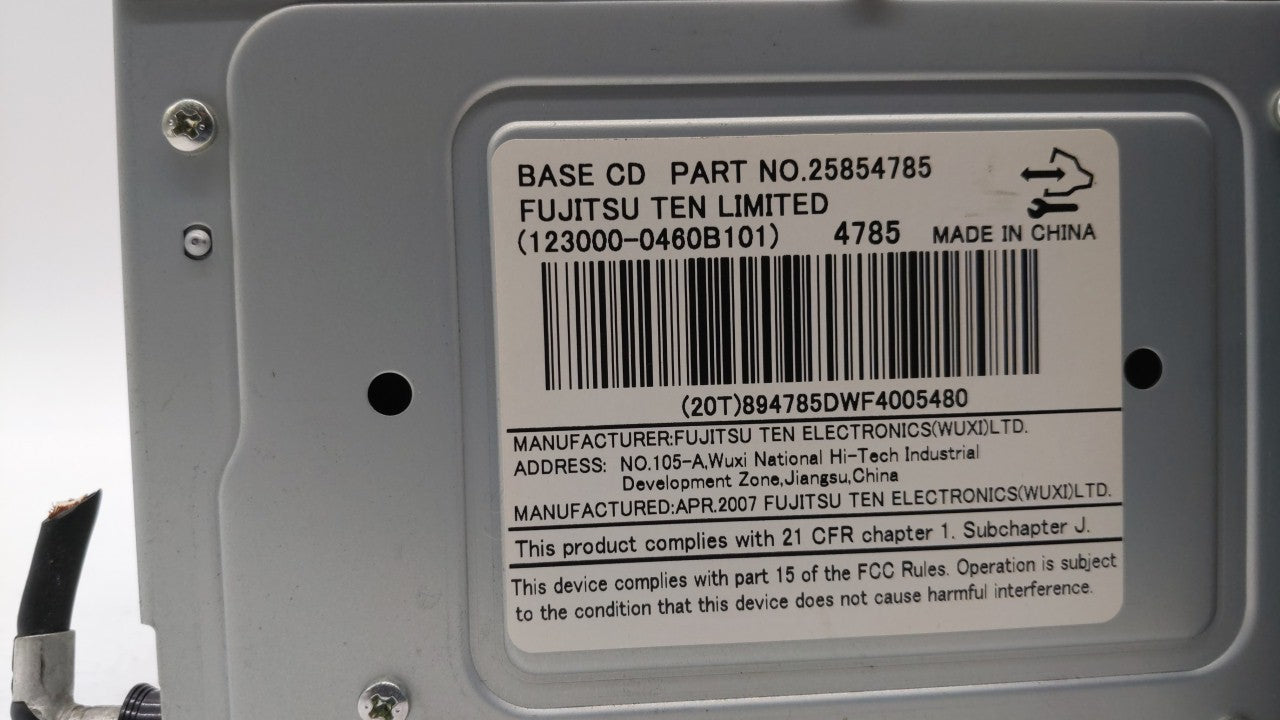 BASE CD PART NO.25854785
FUJITSU TEN LIMITED
(123000-0460B101) 4785 MADE IN CHINA
(20T)894785DWF4005480
MANUFACTURER:FUJITSU TEN ELECTRONICS(WUXI)LTD.
ADDRESS: NO.105-A,Wuxi National Hi-Tech Industrial
Development Zone,Jiangsu,China
MANUFACTURED:APR.2007 FUJITSU TEN ELECTRONICS(WUXI)LTD.
This product complies with 21 CFR chapter 1. Subchapter J.
This device complies with part 15 of the FCC Rules. Operation is subject
to the condition that this device does not cause harmful interference.